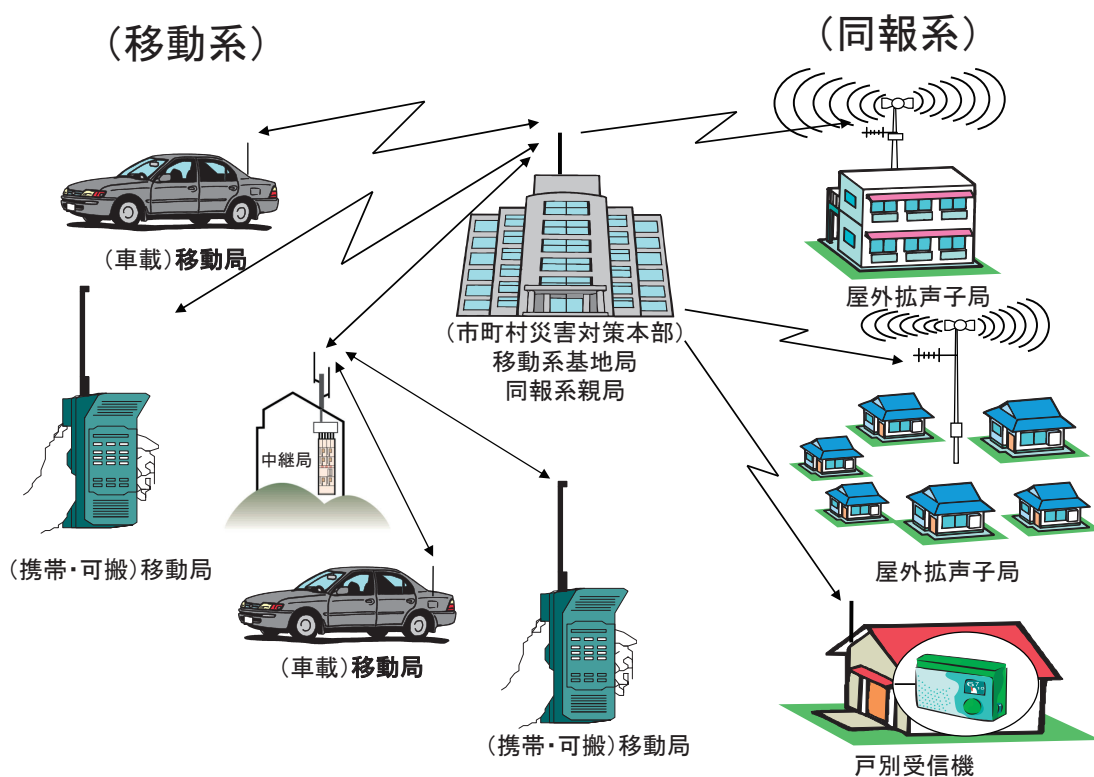 （移動系）
（同報系）
（車載）移動局
屋外拡声子局
（市町村災害対策本部）
移動系基地局
同報系親局
中継局
（携帯・可搬）移動局
屋外拡声子局
（車載）移動局
（携帯・可搬）移動局
戸別受信機